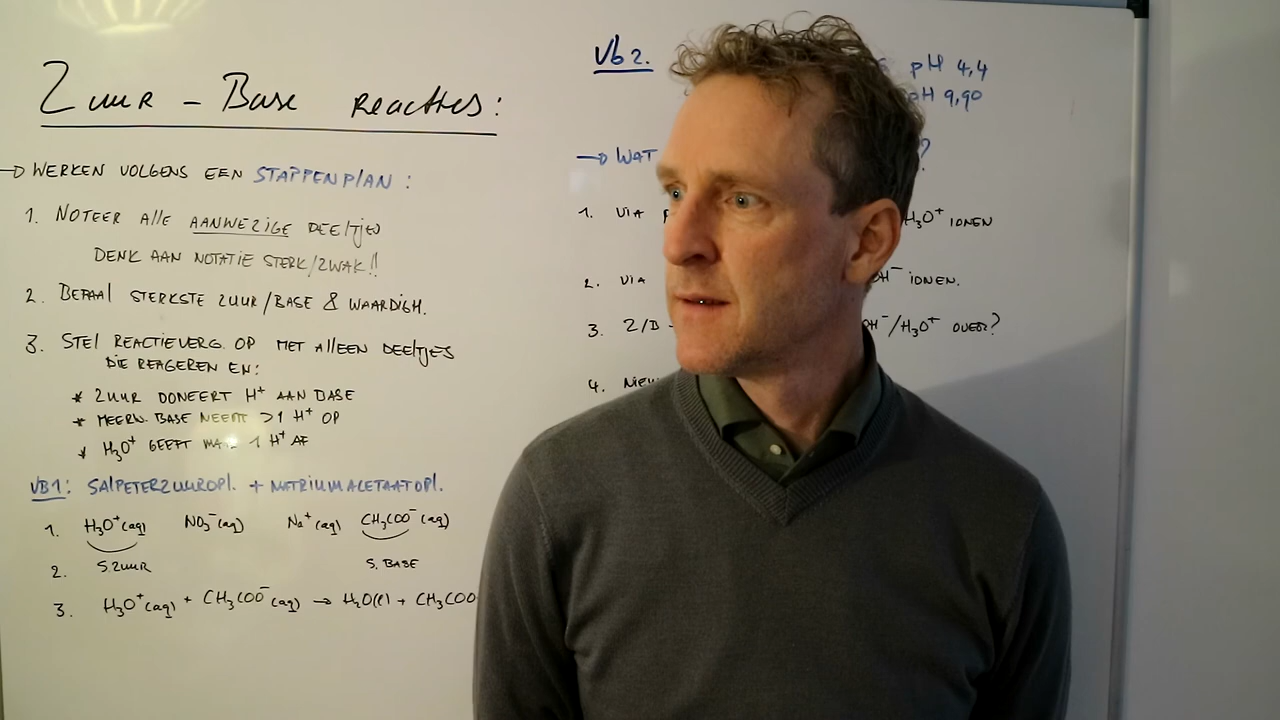 Zuur - Base reacties:
→ WERKEN VOLGENS EEN STAPPENPLAN:
1. NOTEER Alle AANWEZIGE DEELTJES
DENK AAN NOTATIE STERK/ZWAK!!
2. BEPAAL STERKSTE ZUUR/BASE & WAARDIGH.
3. STEL REACTIEVERG. OP MET ALLEEN DEELTJES
DIE REAGEREN EN:
* ZUUR DONEERT H⁺ AAN BASE
* MEERW. BASE NEEMT >1 H⁺ OP
* H₃O⁺ GEEFT 1 H⁺ AF
VB1: SALPETERZUUROPL. + NATRIUMACETAATOPL.
1. H₃O⁺(aq) NO₃⁻(aq) Na⁺(aq) CH₃COO⁻(aq)
2. S.ZUUR S. BASE
3. H₃O⁺(aq) + CH₃COO⁻(aq) → H₂O(l) + CH₃COO
Vb 2. pH 4,4
pH 9,90
→ WAT ?
1. VIA H₃O⁺ IONEN
2. VIA OH⁻ IONEN.
3. Z/B OH⁻/H₃O⁺ OVER?
4. NIEUW